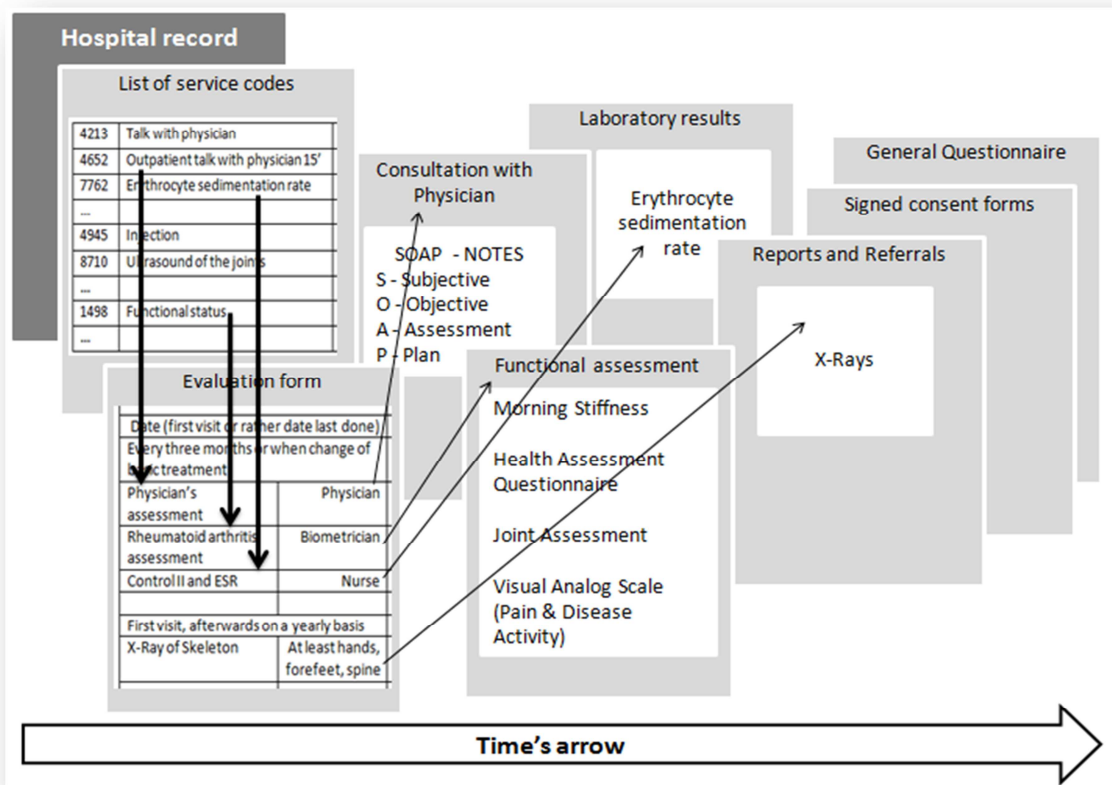 Hospital record
List of service codes
4213 Talk with physician
4652 Outpatient talk with physician 15'
7762 Erythrocyte sedimentation rate
...
4945 Injection
8710 Ultrasound of the joints
...
1498 Functional status
...
Evaluation form
Date (first visit or rather date last done)
Every three months or when change of
basic treatment
Physician's Physician
assessment
Rheumatoid arthritis Biometrician
assessment
Control II and ESR Nurse
First visit, afterwards on a yearly basis
X-Ray of Skeleton At least hands,
forefeet, spine
Consultation with
Physician
SOAP - NOTES
S - Subjective
O - Objective
A - Assessment
P - Plan
Functional assessment
Morning Stiffness
Health Assessment
Questionnaire
Joint Assessment
Visual Analog Scale
(Pain & Disease
Activity)
Laboratory results
Erythrocyte
sedimentation
rate
Reports and Referrals
X-Rays
Signed consent forms
General Questionnaire
Time's arrow